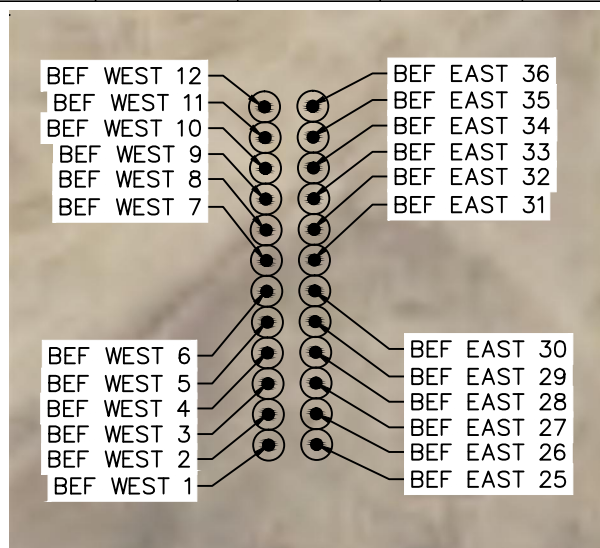 BEF WEST 12
BEF WEST 11
BEF WEST 10
BEF WEST 9
BEF WEST 8
BEF WEST 7
BEF WEST 6
BEF WEST 5
BEF WEST 4
BEF WEST 3
BEF WEST 2
BEF WEST 1
BEF EAST 36
BEF EAST 35
BEF EAST 34
BEF EAST 33
BEF EAST 32
BEF EAST 31
BEF EAST 30
BEF EAST 29
BEF EAST 28
BEF EAST 27
BEF EAST 26
BEF EAST 25